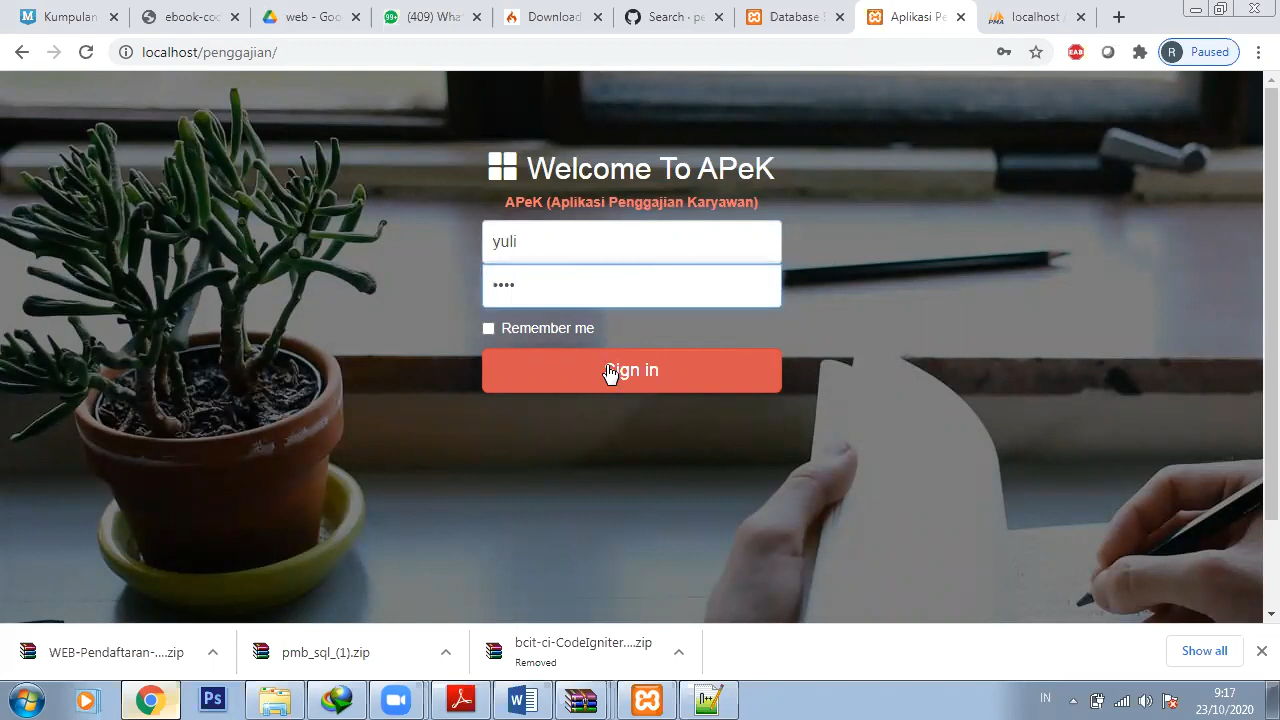 Kumpulan
ebook-coc
web - Goo
(409) Wha
Download
Search · p
Database
Aplikasi Pe
localhost /
localhost/penggajian/
R Paused
Welcome To APeK
APeK (Aplikasi Penggajian Karyawan)
yuli
••••
Remember me
Sign in
WEB-Pendaftaran-....zip
pmb_sql_(1).zip
bcit-ci-CodeIgniter....zip
Removed
Show all
IN
9:17
23/10/2020